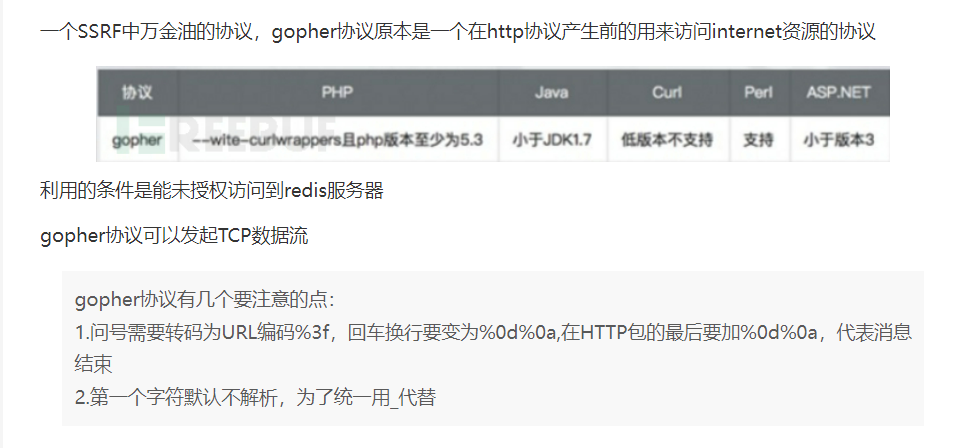 一个SSRF中万金油的协议，gopher协议原本是一个在http协议产生前的用来访问internet资源的协议
协议 PHP Java Curl Perl ASP.NET
gopher --wite-curlwrappers且php版本至少为5.3 小于JDK1.7 低版本不支持 支持 小于版本3
REEBUF
利用的条件是能未授权访问到redis服务器
gopher协议可以发起TCP数据流
gopher协议有几个要注意的点：
1.问号需要转码为URL编码%3f，回车换行要变为%0d%0a,在HTTP包的最后要加%0d%0a，代表消息
结束
2.第一个字符默认不解析，为了统一用_代替